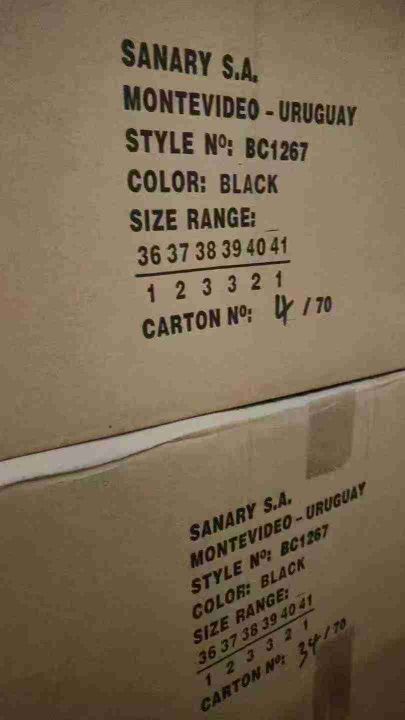 SANARY S.A.
MONTEVIDEO - URUGUAY
STYLE Nº: BC1267
COLOR: BLACK
SIZE RANGE:
36 37 38 39 40 41
1 2 3 3 2 1
CARTON Nº: 4 / 70
SANARY S.A.
MONTEVIDEO - URUGUAY
STYLE Nº: BC1267
COLOR: BLACK
SIZE RANGE:
36 37 38 39 40 41
1 2 3 3 2 1
CARTON Nº: 34 / 70